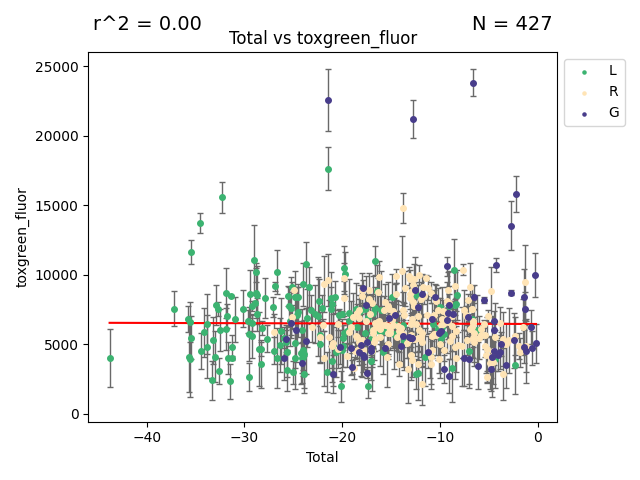 r^2 = 0.00
N = 427
Total vs toxgreen_fluor
25000
20000
15000
10000
5000
0
toxgreen_fluor
−40
−30
−20
−10
0
Total
L
R
G